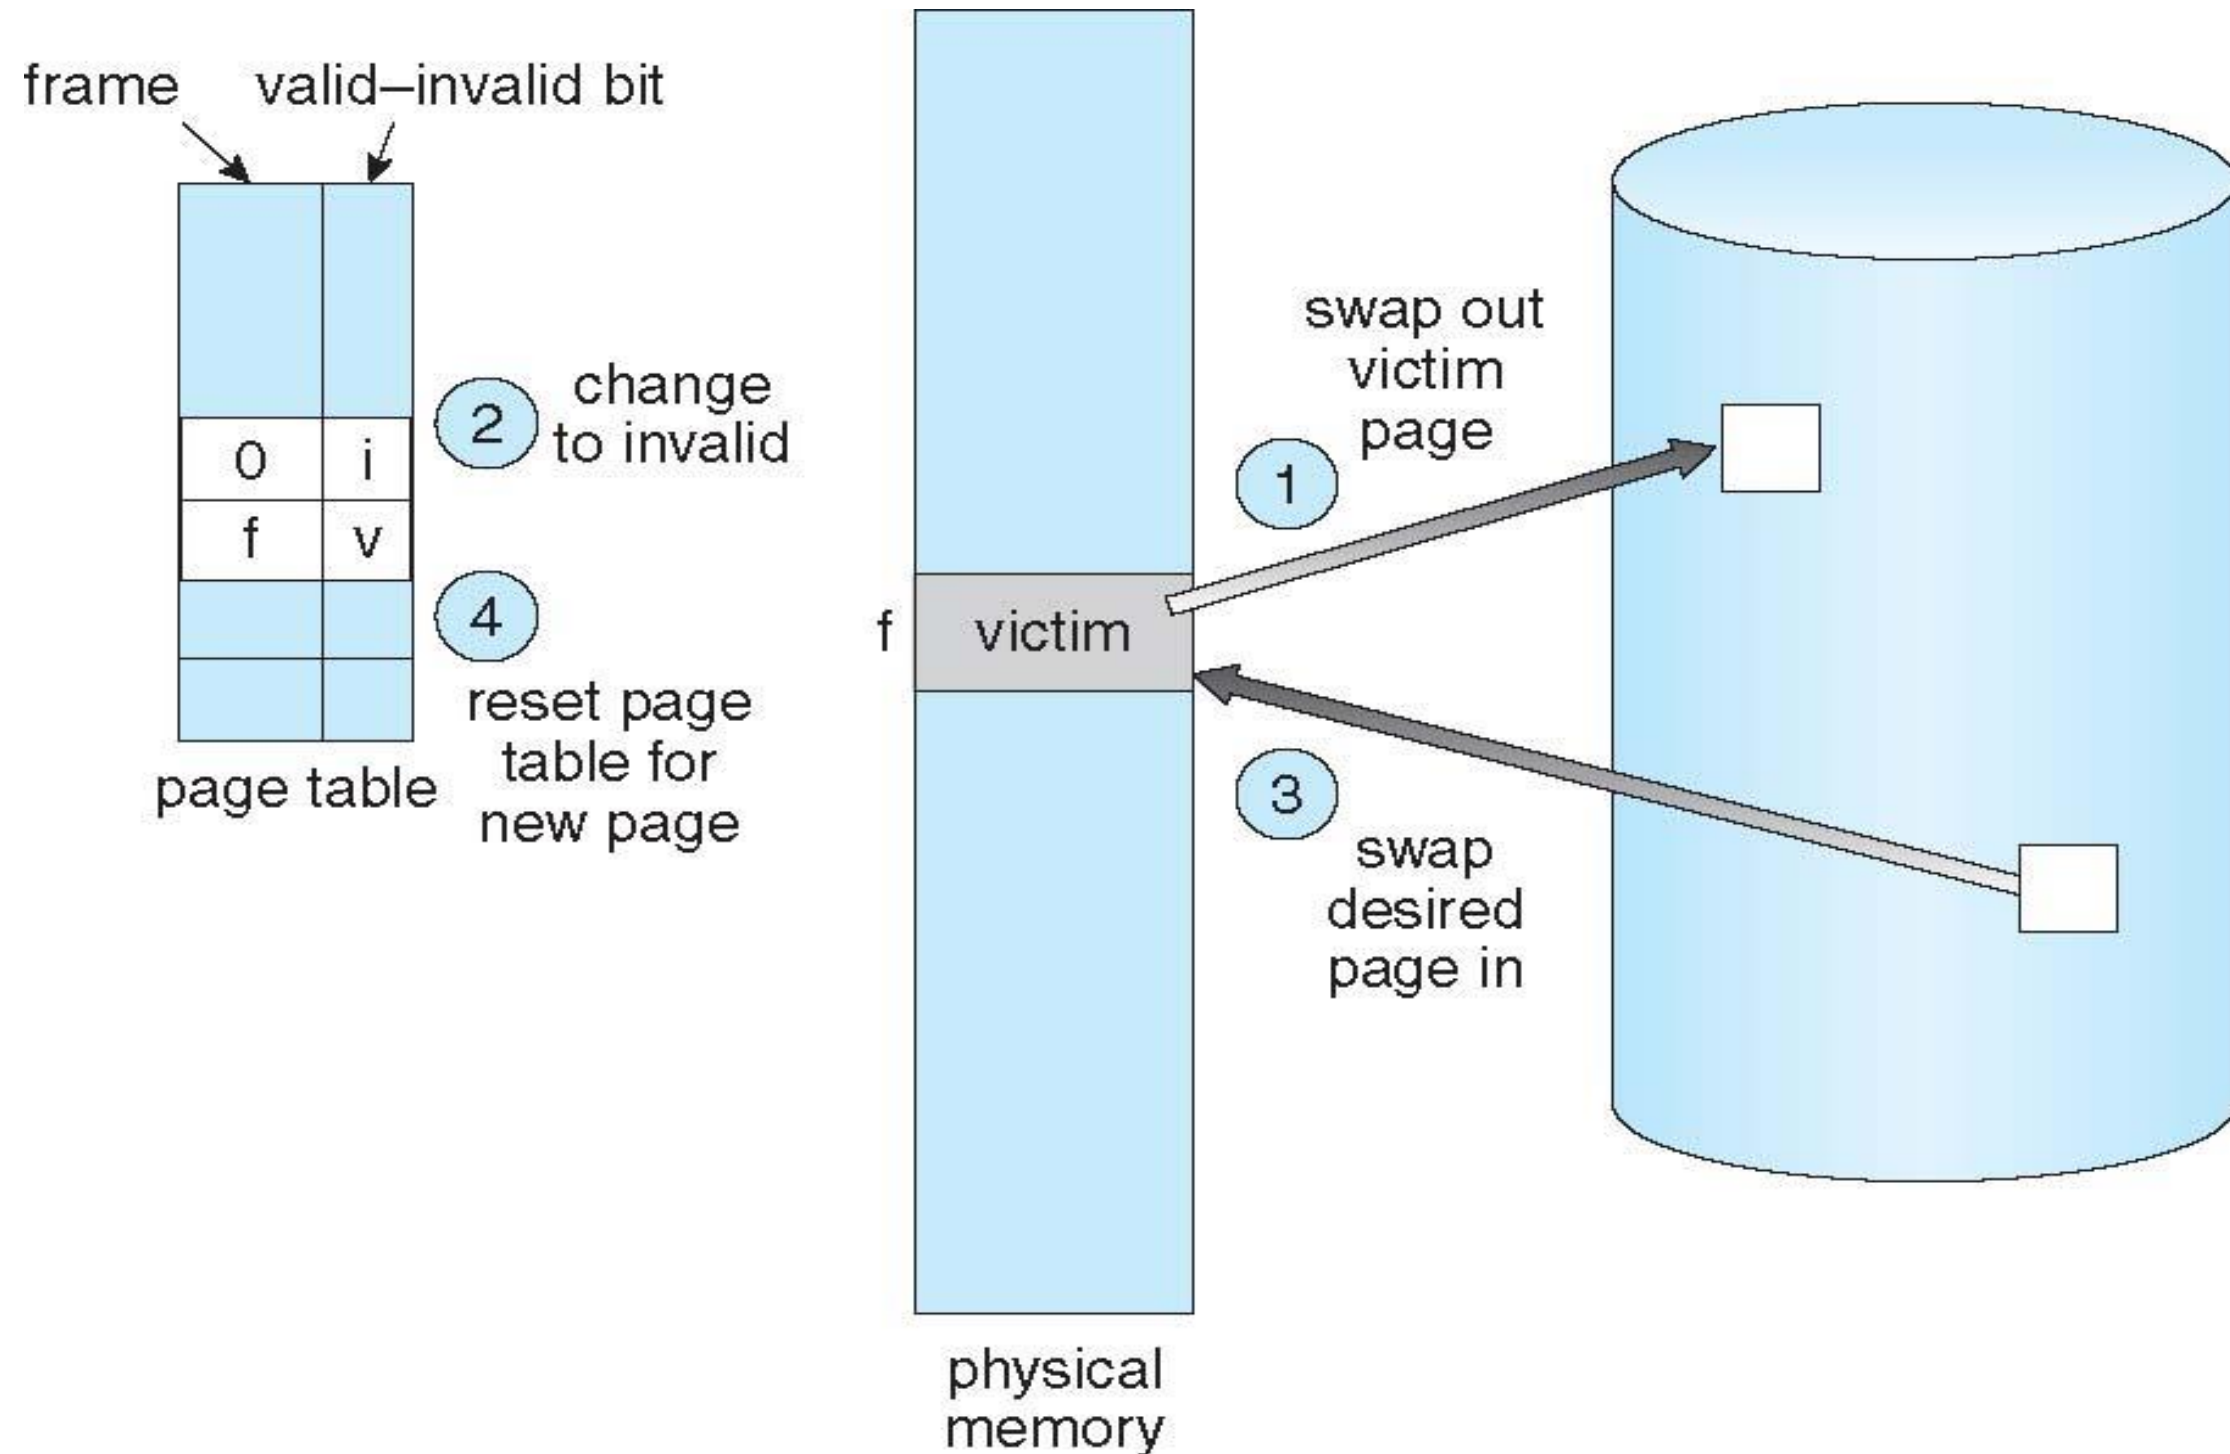 frame
valid–invalid bit
0 i
f v
2
change
to invalid
4
reset page
table for
new page
page table
f
victim
physical
memory
1
swap out
victim
page
3
swap
desired
page in